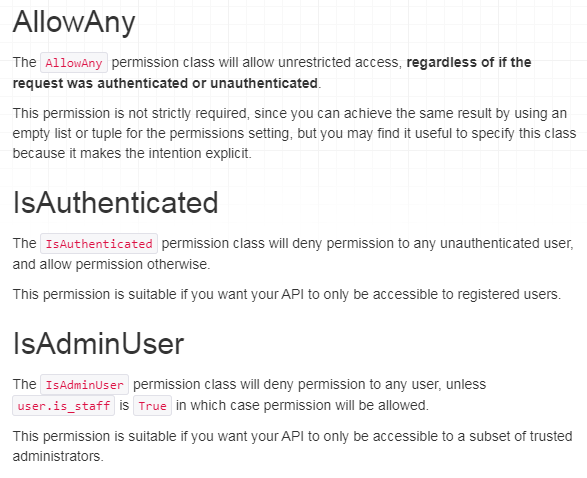 AllowAny
The AllowAny permission class will allow unrestricted access, regardless of if the
request was authenticated or unauthenticated.
This permission is not strictly required, since you can achieve the same result by using an
empty list or tuple for the permissions setting, but you may find it useful to specify this class
because it makes the intention explicit.
IsAuthenticated
The IsAuthenticated permission class will deny permission to any unauthenticated user,
and allow permission otherwise.
This permission is suitable if you want your API to only be accessible to registered users.
IsAdminUser
The IsAdminUser permission class will deny permission to any user, unless
user.is_staff is True in which case permission will be allowed.
This permission is suitable if you want your API to only be accessible to a subset of trusted
administrators.